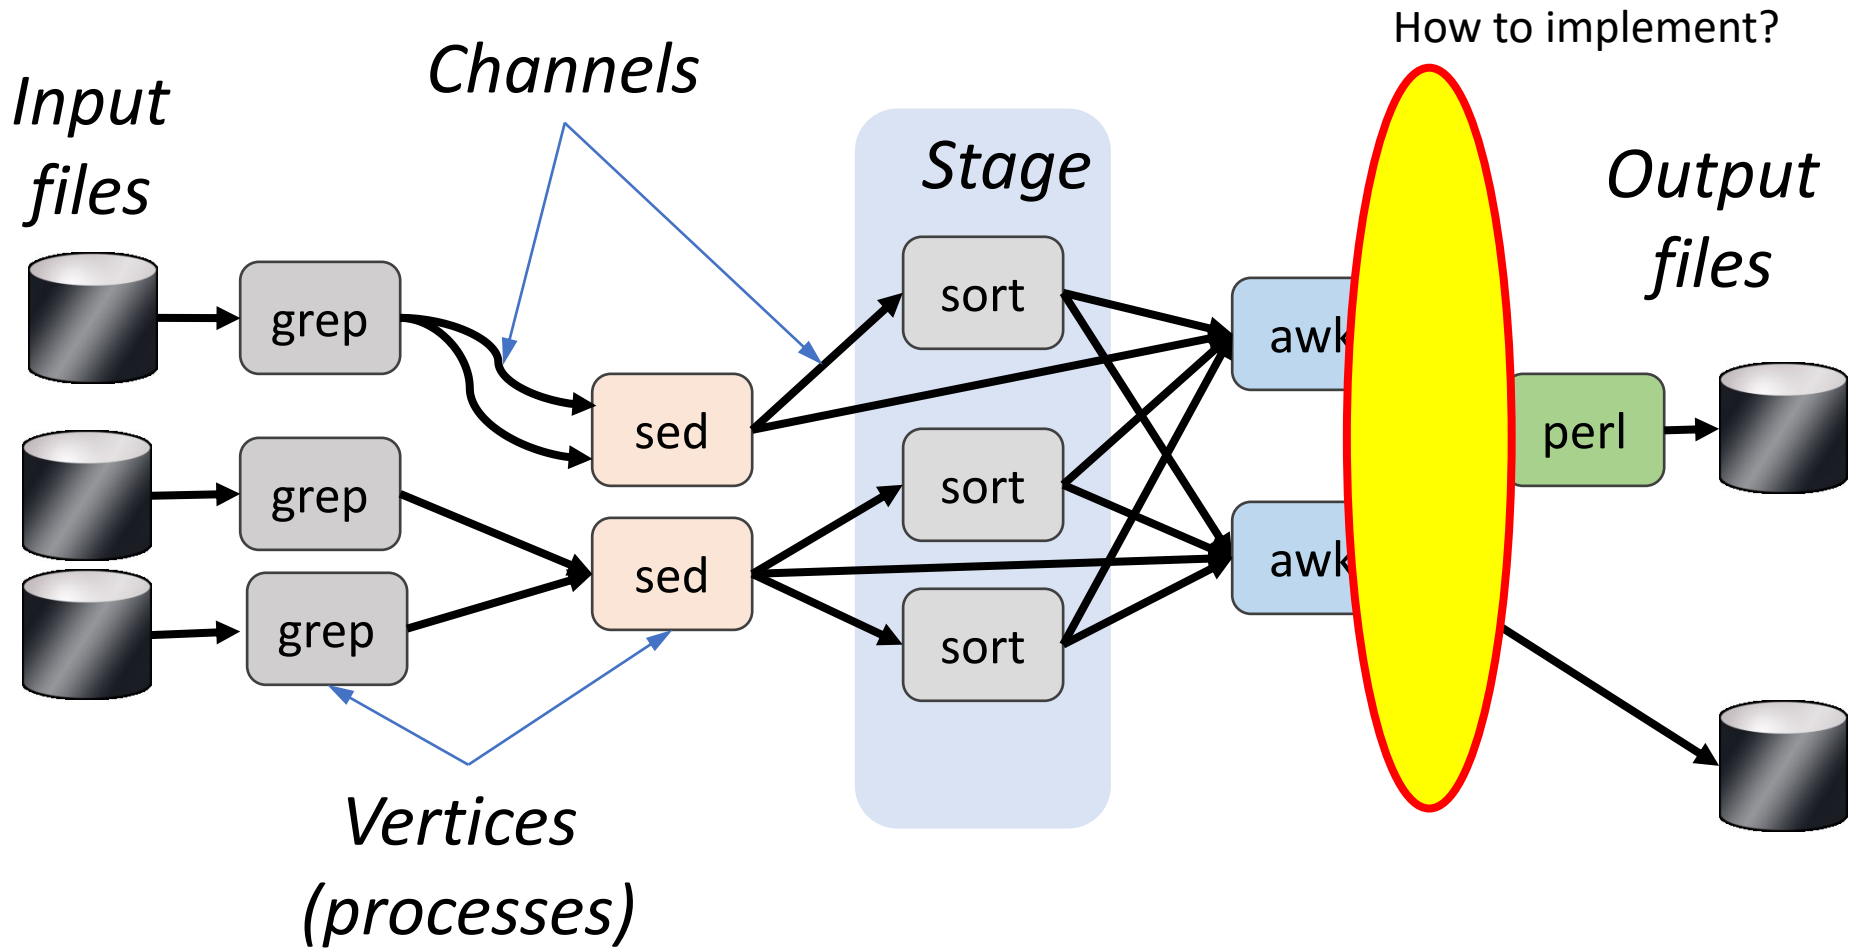 How to implement?
Channels
Input
files
Stage
Output
files
grep
grep
grep
sed
sed
sort
sort
sort
awk
awk
perl
Vertices
(processes)